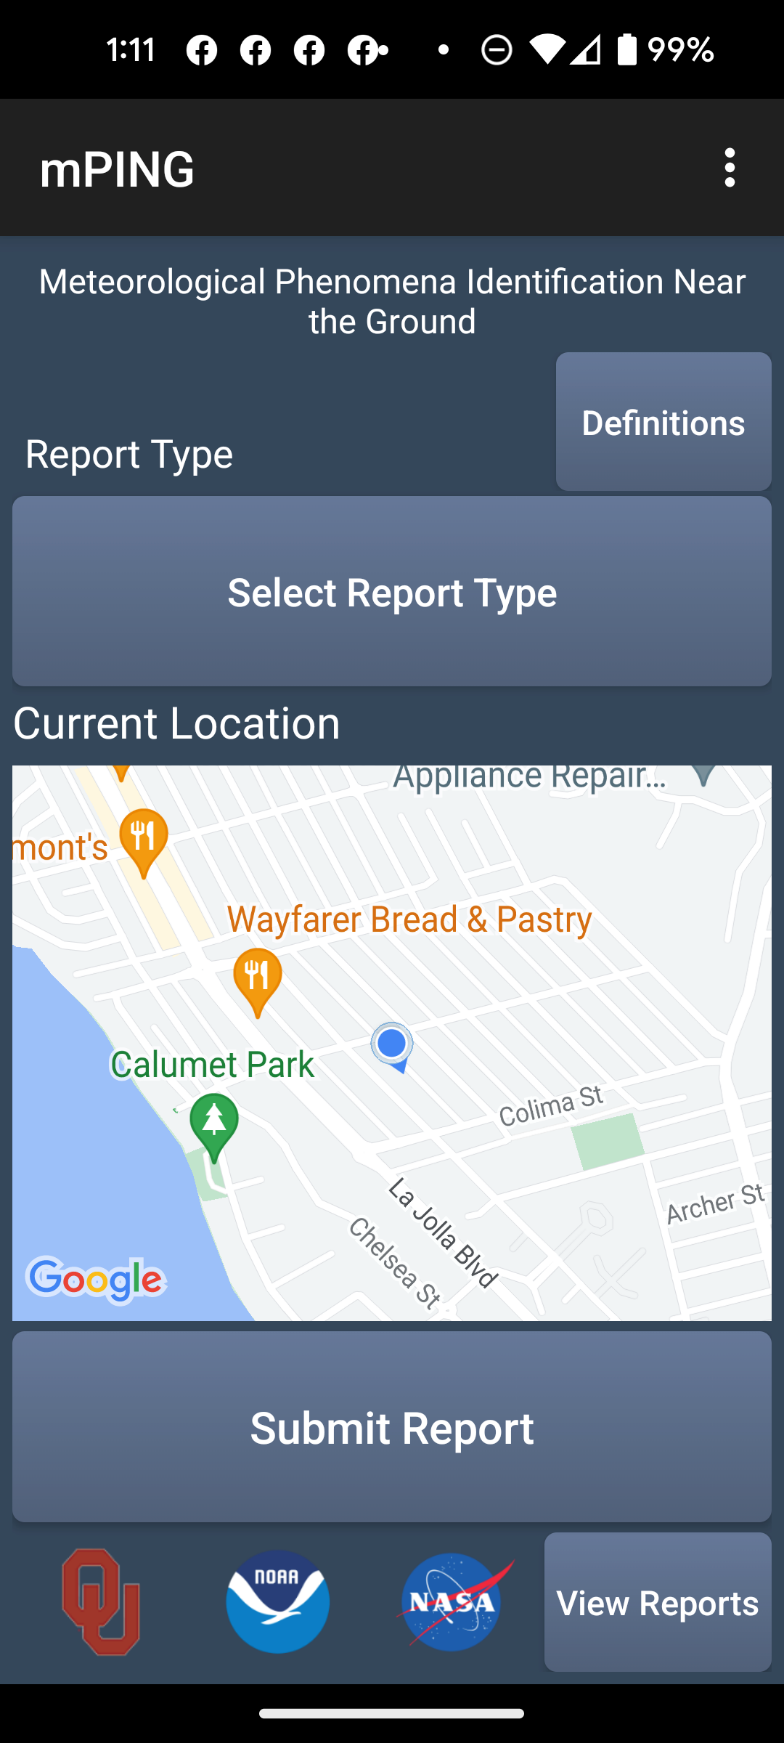 1:11
99%
mPING
Meteorological Phenomena Identification Near
the Ground
Definitions
Report Type
Select Report Type
Current Location
Appliance Repair...
mont's
Wayfarer Bread & Pastry
Calumet Park
Colima St
Archer St
La Jolla Blvd
Chelsea St
Google
Submit Report
OU
NOAA
NASA
View Reports